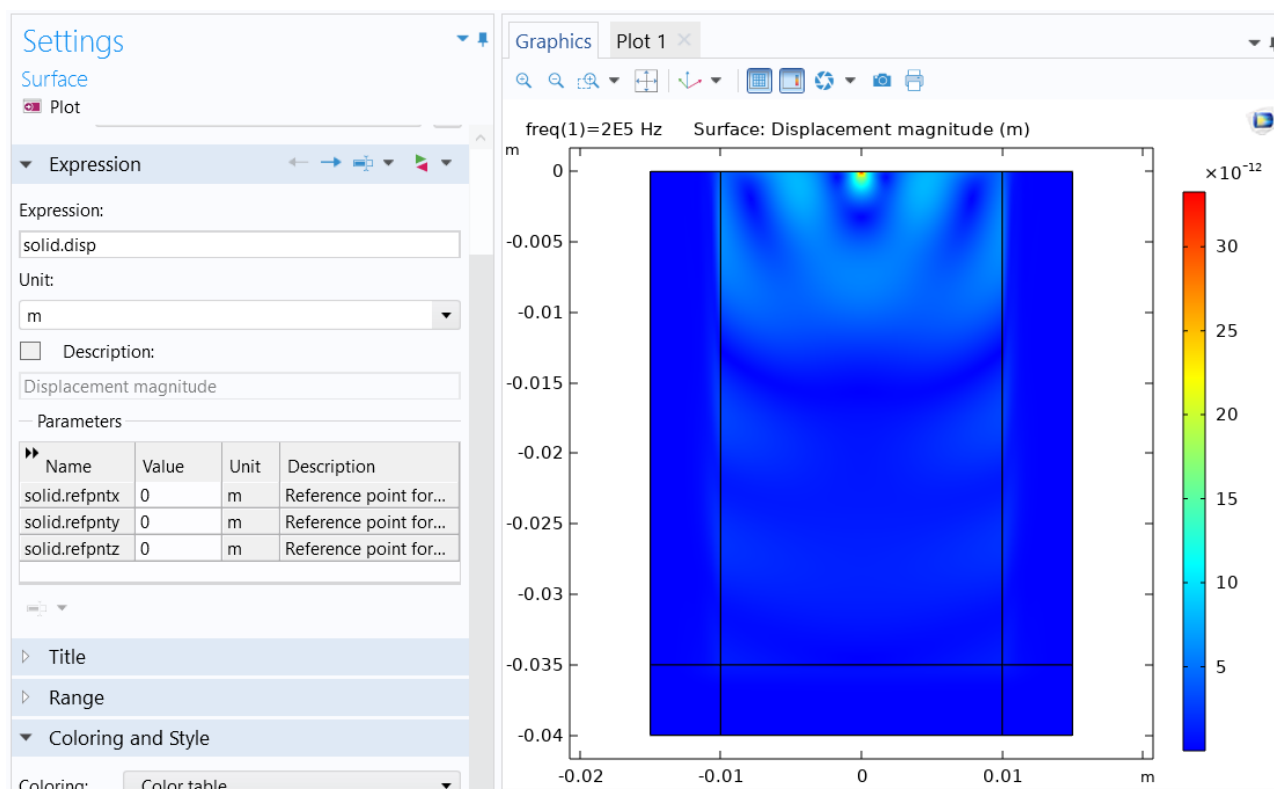 Settings
Surface
Plot
Expression
Expression:
solid.disp
Unit:
m
Description:
Displacement magnitude
Parameters
Name Value Unit Description
solid.refpntx 0 m Reference point for...
solid.refpnty 0 m Reference point for...
solid.refpntz 0 m Reference point for...
Title
Range
Coloring and Style
Coloring: Color table
Graphics Plot 1
freq(1)=2E5 Hz Surface: Displacement magnitude (m)
m
×10⁻¹²
0
-0.005
-0.01
-0.015
-0.02
-0.025
-0.03
-0.035
-0.04
30
25
20
15
10
5
-0.02 -0.01 0 0.01 m